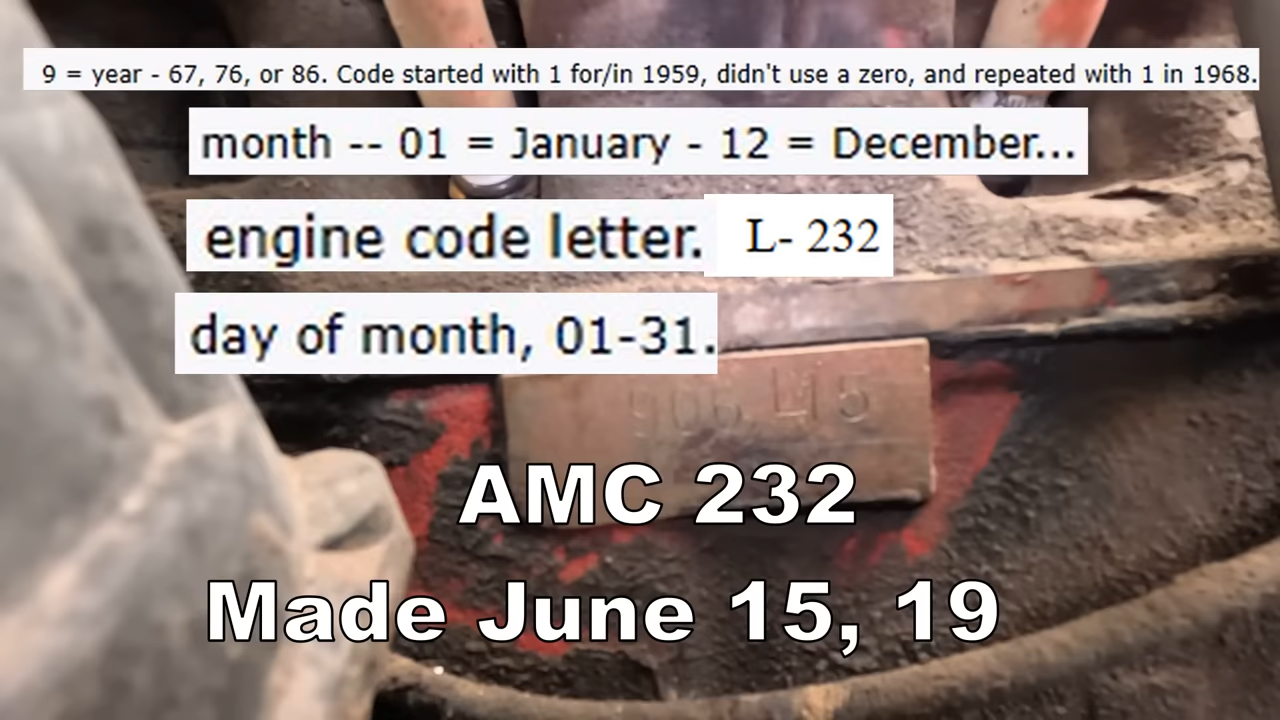 9 = year - 67, 76, or 86. Code started with 1 for/in 1959, didn't use a zero, and repeated with 1 in 1968.
month -- 01 = January - 12 = December...
engine code letter. L- 232
day of month, 01-31.
906 L15
AMC 232
Made June 15, 19